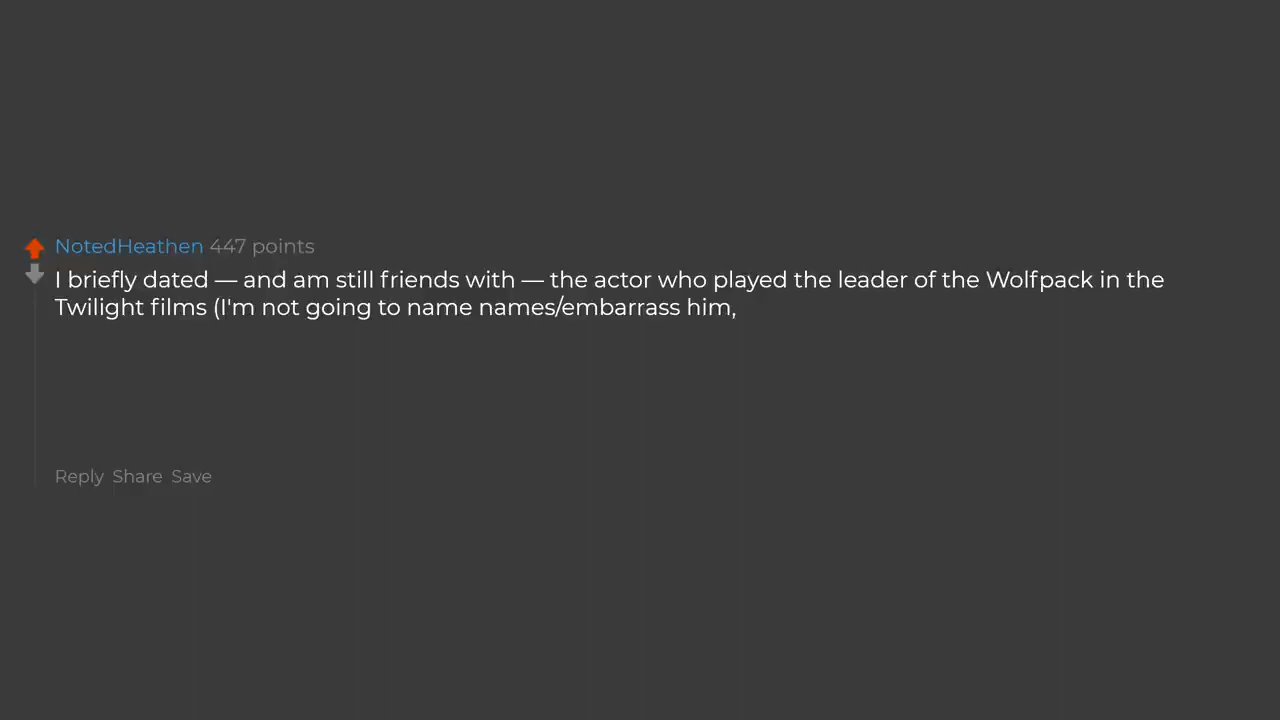 NotedHeathen 447 points
I briefly dated — and am still friends with — the actor who played the leader of the Wolfpack in the
Twilight films (I'm not going to name names/embarrass him,
Reply Share Save